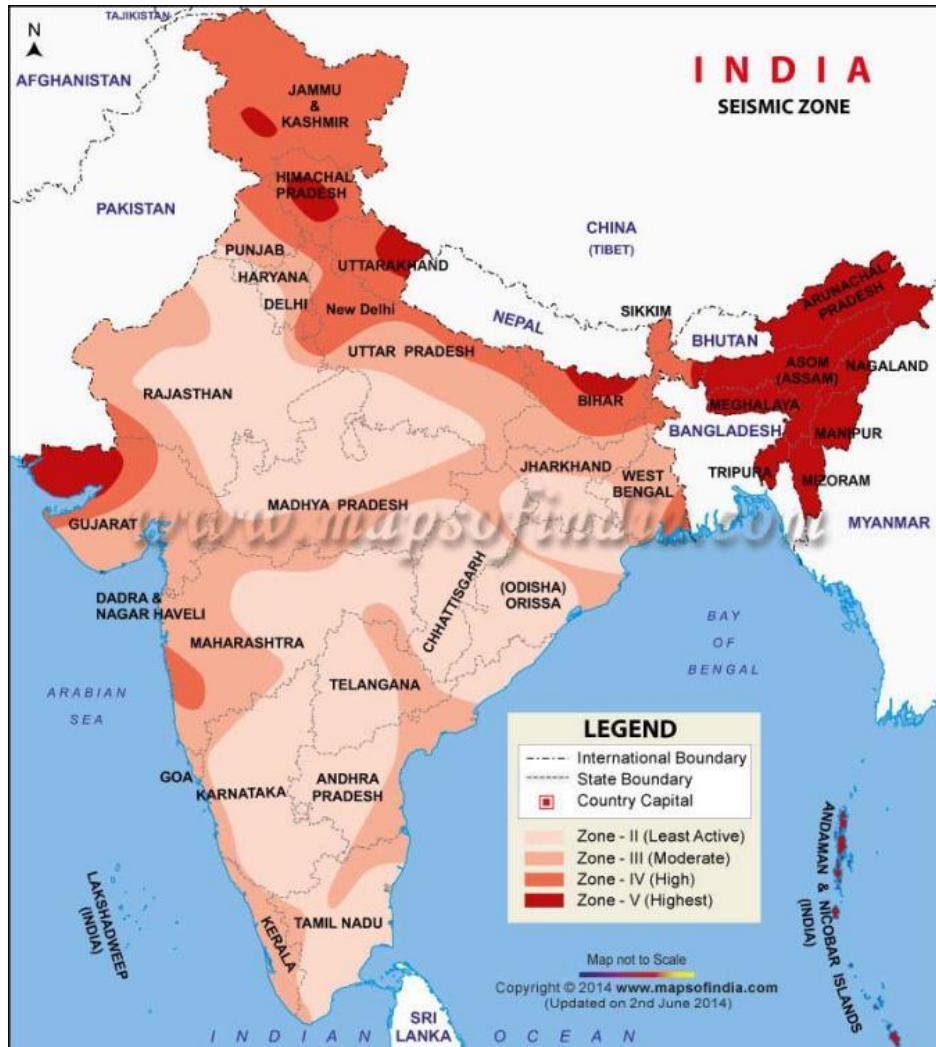 N
TAJIKISTAN
AFGHANISTAN
INDIA
SEISMIC ZONE
JAMMU
&
KASHMIR
HIMACHAL
PRADESH
PAKISTAN
CHINA
(TIBET)
PUNJAB
UTTARAKHAND
HARYANA
DELHI
New Delhi
NEPAL
SIKKIM
BHUTAN
ARUNACHAL
PRADESH
UTTAR PRADESH
ASOM
(ASSAM)
NAGALAND
RAJASTHAN
BIHAR
MEGHALAYA
BANGLADESH
MANIPUR
JHARKHAND
WEST
BENGAL
TRIPURA
MIZORAM
MADHYA PRADESH
GUJARAT
www.mapsofindia.com
MYANMAR
DADRA &
NAGAR HAVELI
CHHATTISGARH
(ODISHA)
ORISSA
BAY
OF
BENGAL
MAHARASHTRA
TELANGANA
ARABIAN
SEA
GOA
KARNATAKA
ANDHRA
PRADESH
LAKSHADWEEP
(INDIA)
KERALA
TAMIL NADU
ANDAMAN & NICOBAR ISLANDS
(INDIA)
SRI
LANKA
INDIAN OCEAN
LEGEND
International Boundary
State Boundary
Country Capital
Zone - II (Least Active)
Zone - III (Moderate)
Zone - IV (High)
Zone - V (Highest)
Map not to Scale
Copyright © 2014 www.mapsofindia.com
(Updated on 2nd June 2014)